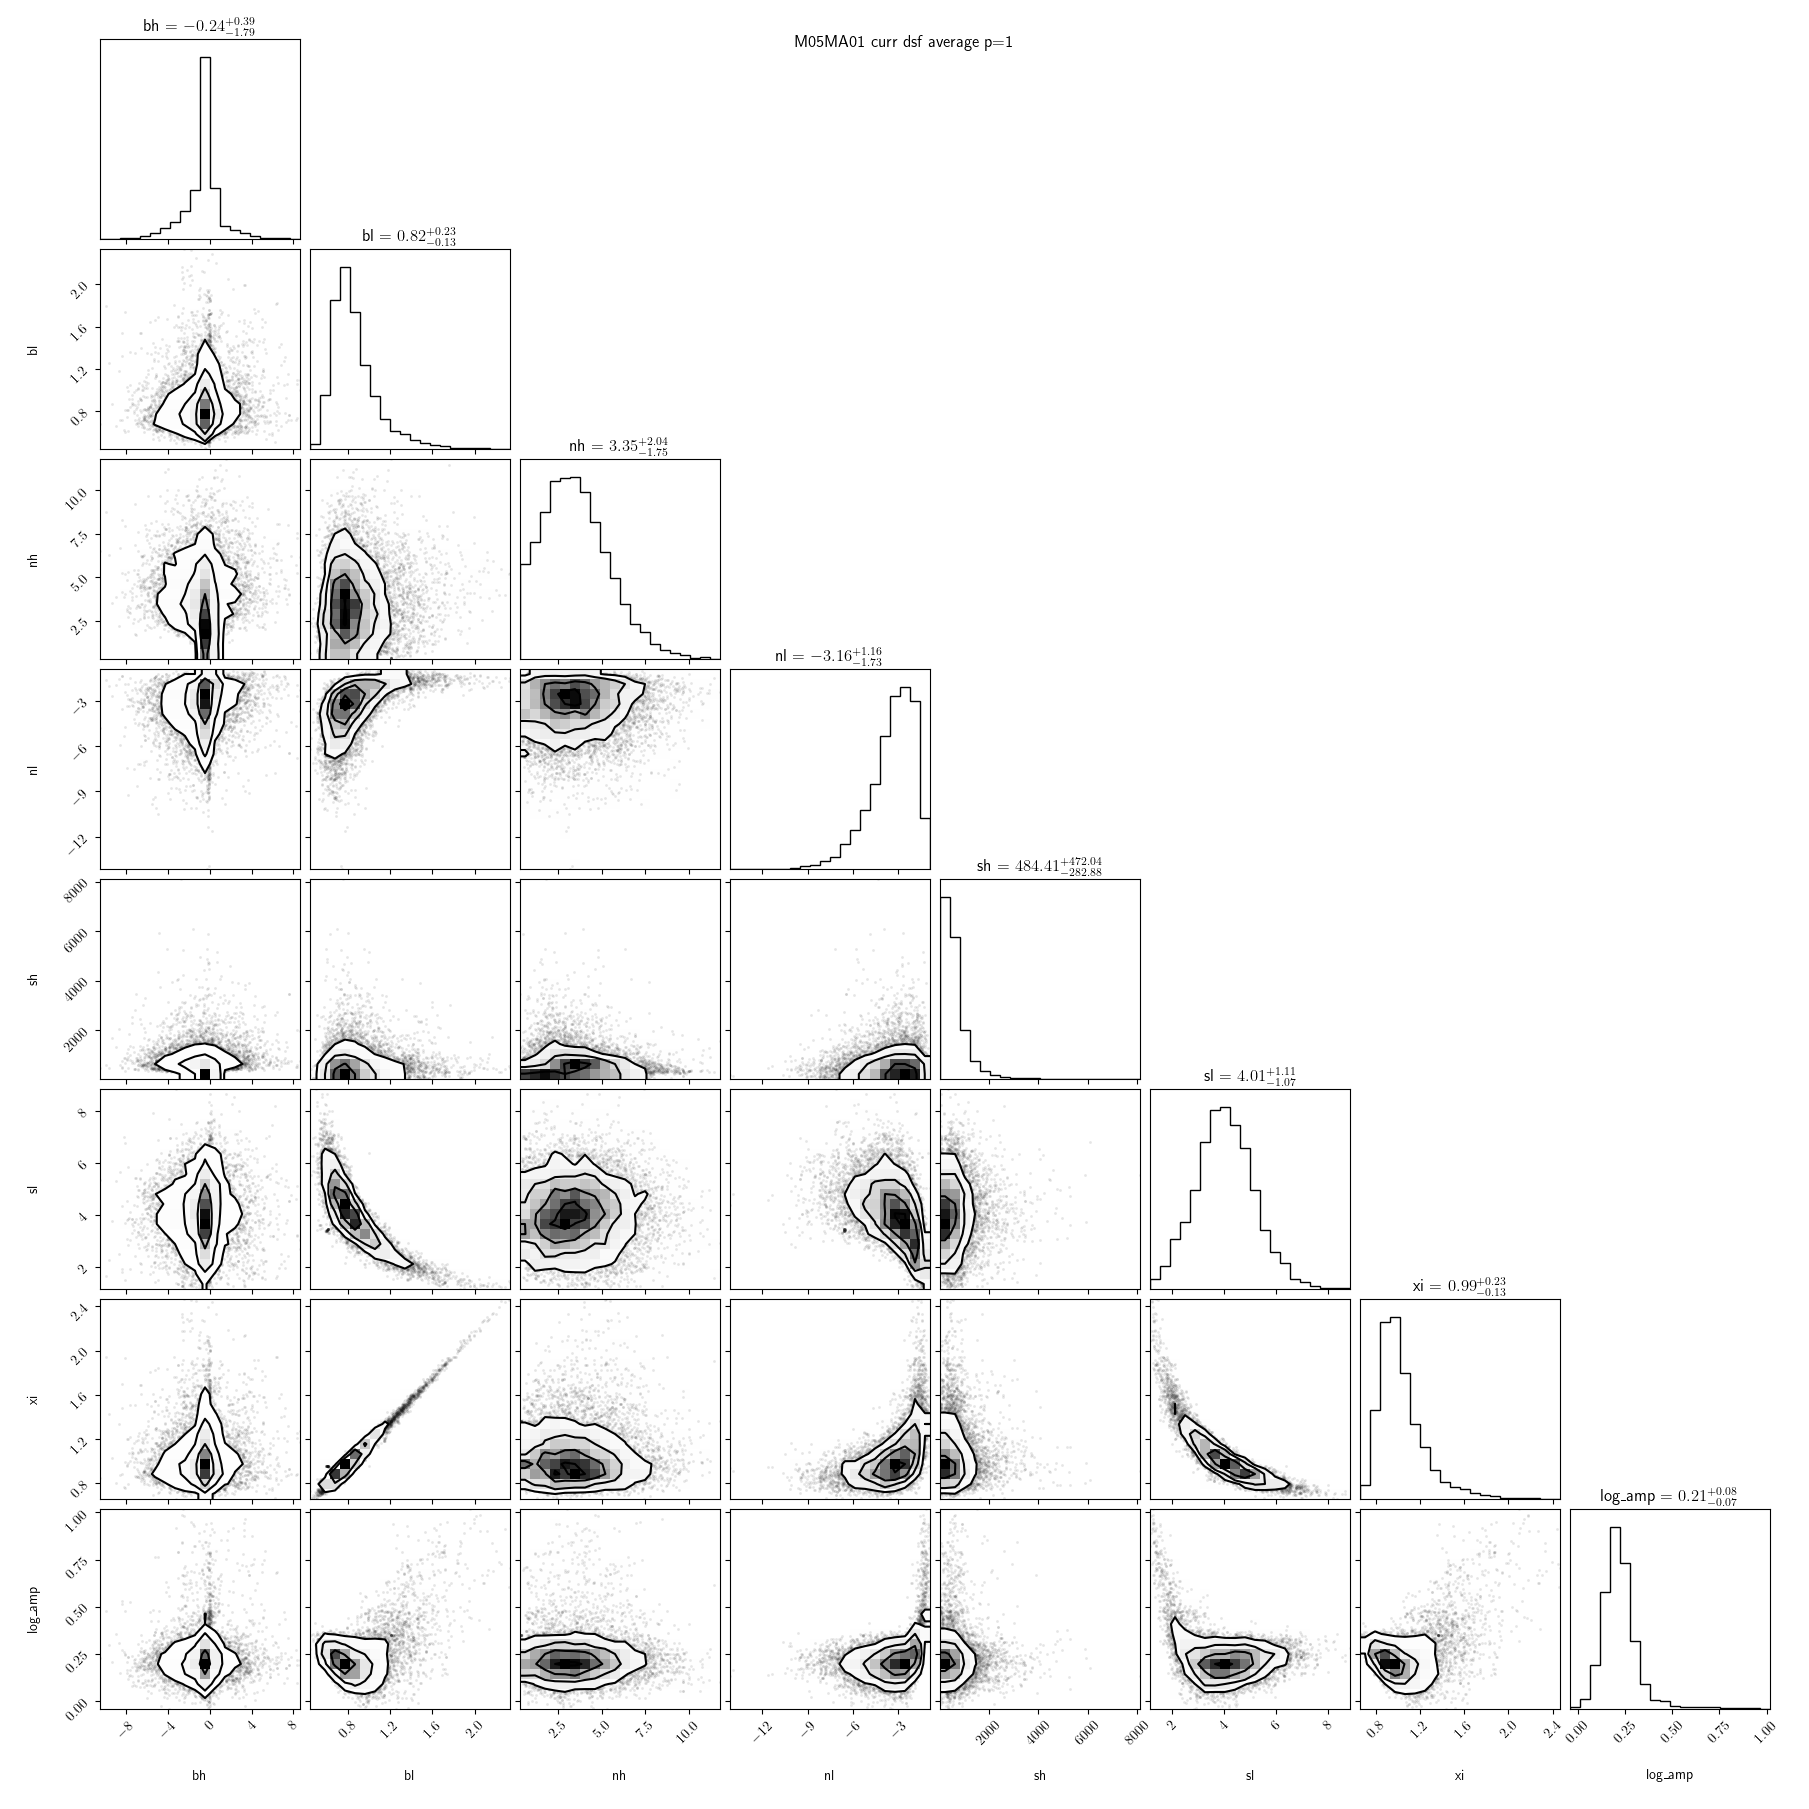 bh = −0.24 +0.39 −1.79
M05MA01 curr dsf average p=1
bl = 0.82 +0.23 −0.13
bl
2.0
1.6
1.2
0.8
nh = 3.35 +2.04 −1.75
nh
10.0
7.5
5.0
2.5
nl = −3.16 +1.16 −1.73
nl
−3
−6
−9
−12
sh = 484.41 +472.04 −282.88
sh
8000
6000
4000
2000
sl = 4.01 +1.11 −1.07
sl
8
6
4
2
xi = 0.99 +0.23 −0.13
xi
2.4
2.0
1.6
1.2
0.8
log_amp = 0.21 +0.08 −0.07
log_amp
1.00
0.75
0.50
0.25
0.00
−8 −4 0 4 8 0.8 1.2 1.6 2.0 2.5 5.0 7.5 10.0 −12 −9 −6 −3 2000 4000 6000 8000 2 4 6 8 0.8 1.2 1.6 2.0 2.4 0.00 0.25 0.50 0.75 1.00
bh bl nh nl sh sl xi log_amp